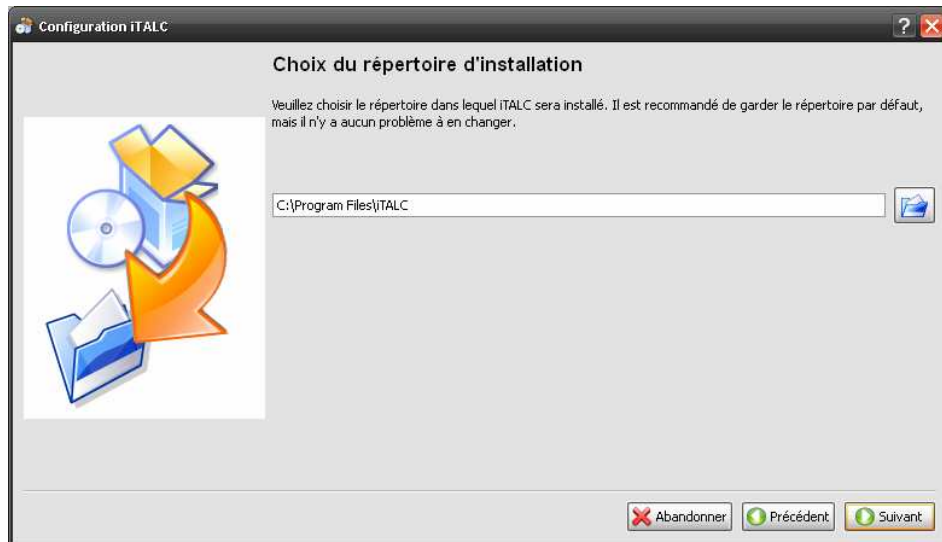 Configuration iTALC
Choix du répertoire d'installation
Veuillez choisir le répertoire dans lequel iTALC sera installé. Il est recommandé de garder le répertoire par défaut,
mais il n'y a aucun problème à en changer.
C:\Program Files\iTALC
Abandonner
Précédent
Suivant